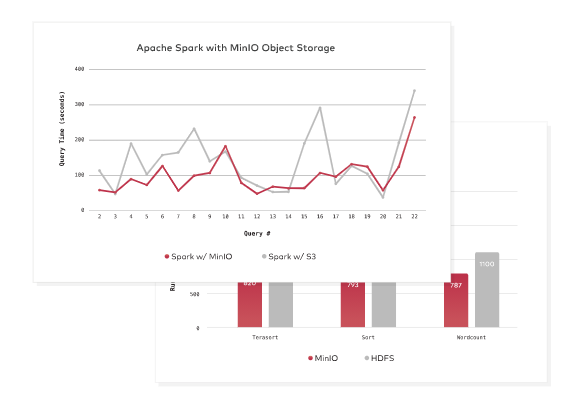 Apache Spark with MinIO Object Storage
Query Time (seconds)
400
300
200
100
0
2 3 4 5 6 7 8 9 10 11 12 13 14 15 16 17 18 19 20 21 22
Query #
Spark w/ MinIO Spark w/ S3
820 793 787 1100
500
0
Terasort Sort Wordcount
MinIO HDFS